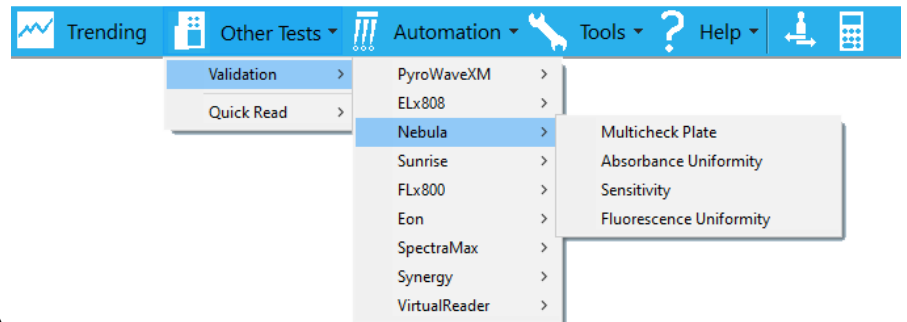 Trending Other Tests Automation Tools ? Help
Validation
Quick Read
PyroWaveXM
ELx808
Nebula
Sunrise
FLx800
Eon
SpectraMax
Synergy
VirtualReader
Multicheck Plate
Absorbance Uniformity
Sensitivity
Fluorescence Uniformity